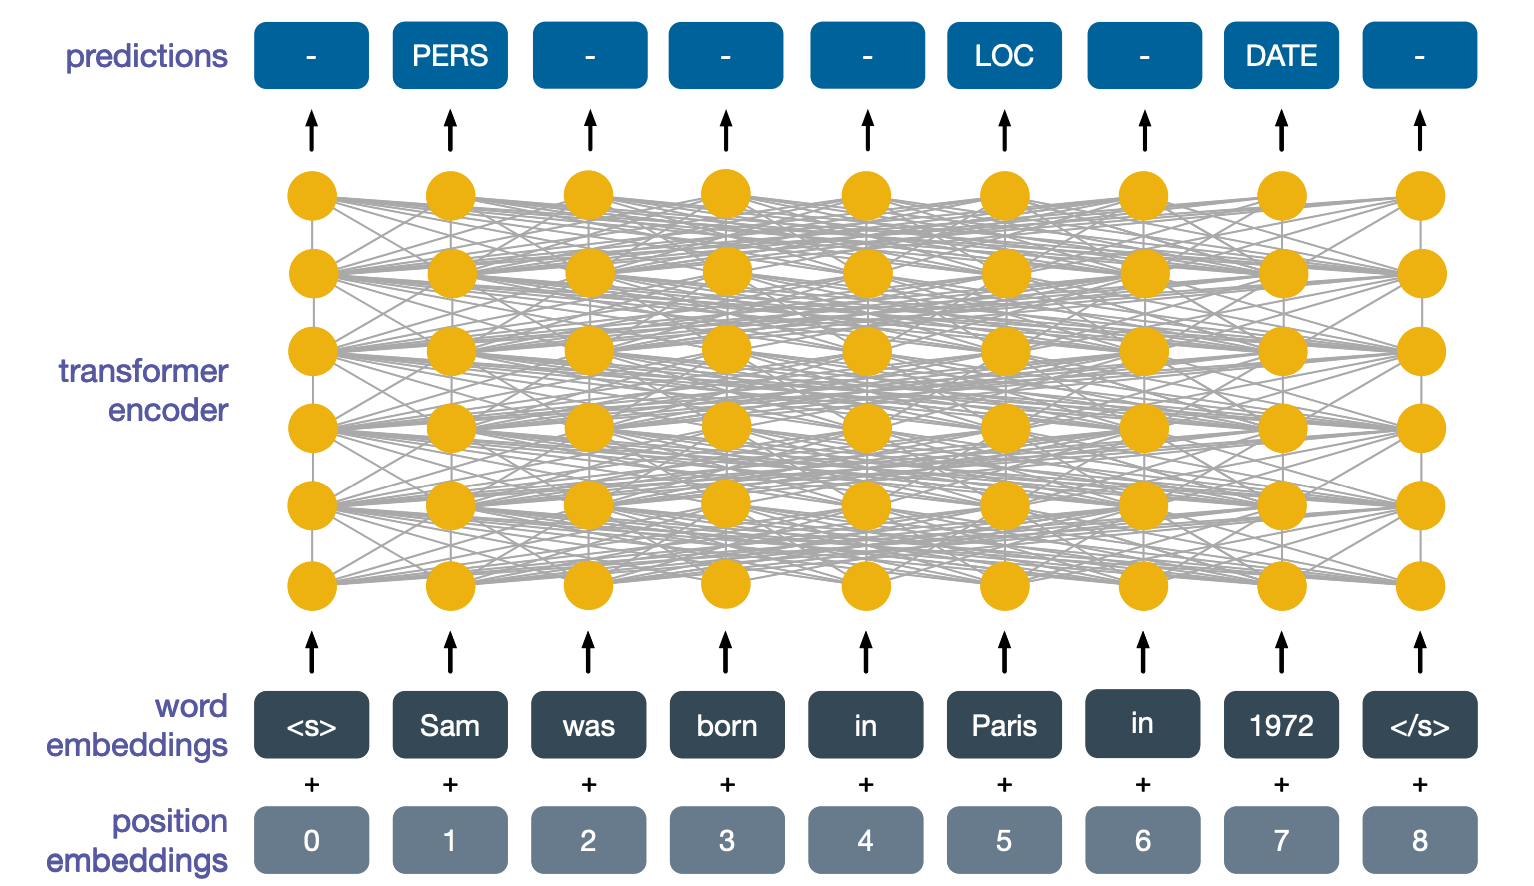 predictions - PERS - - - LOC - DATE -
transformer
encoder
word
embeddings
<s> Sam was born in Paris in 1972 </s>
+ + + + + + + + +
position
embeddings
0 1 2 3 4 5 6 7 8